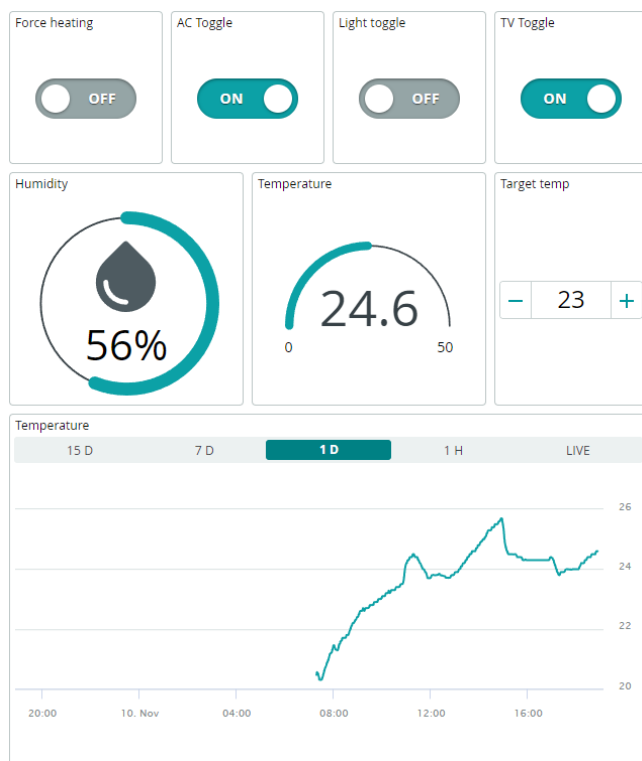 Force heating
AC Toggle
Light toggle
TV Toggle
OFF
ON
OFF
ON
Humidity
Temperature
Target temp
56%
24.6
0
50
− 23 +
Temperature
15 D
7 D
1 D
1 H
LIVE
26
24
22
20
20:00
10. Nov
04:00
08:00
12:00
16:00